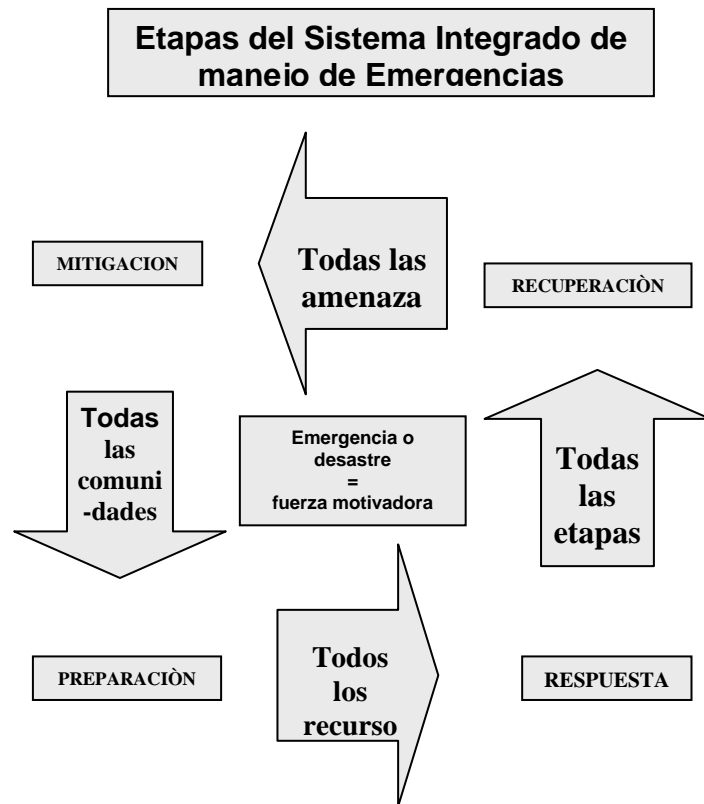 Etapas del Sistema Integrado de
manejo de Emergencias
Todas las
amenaza
MITIGACION
RECUPERACIÒN
Todas
las
comuni
-dades
Emergencia o
desastre
=
fuerza motivadora
Todas
las
etapas
PREPARACIÒN
Todos
los
recurso
RESPUESTA